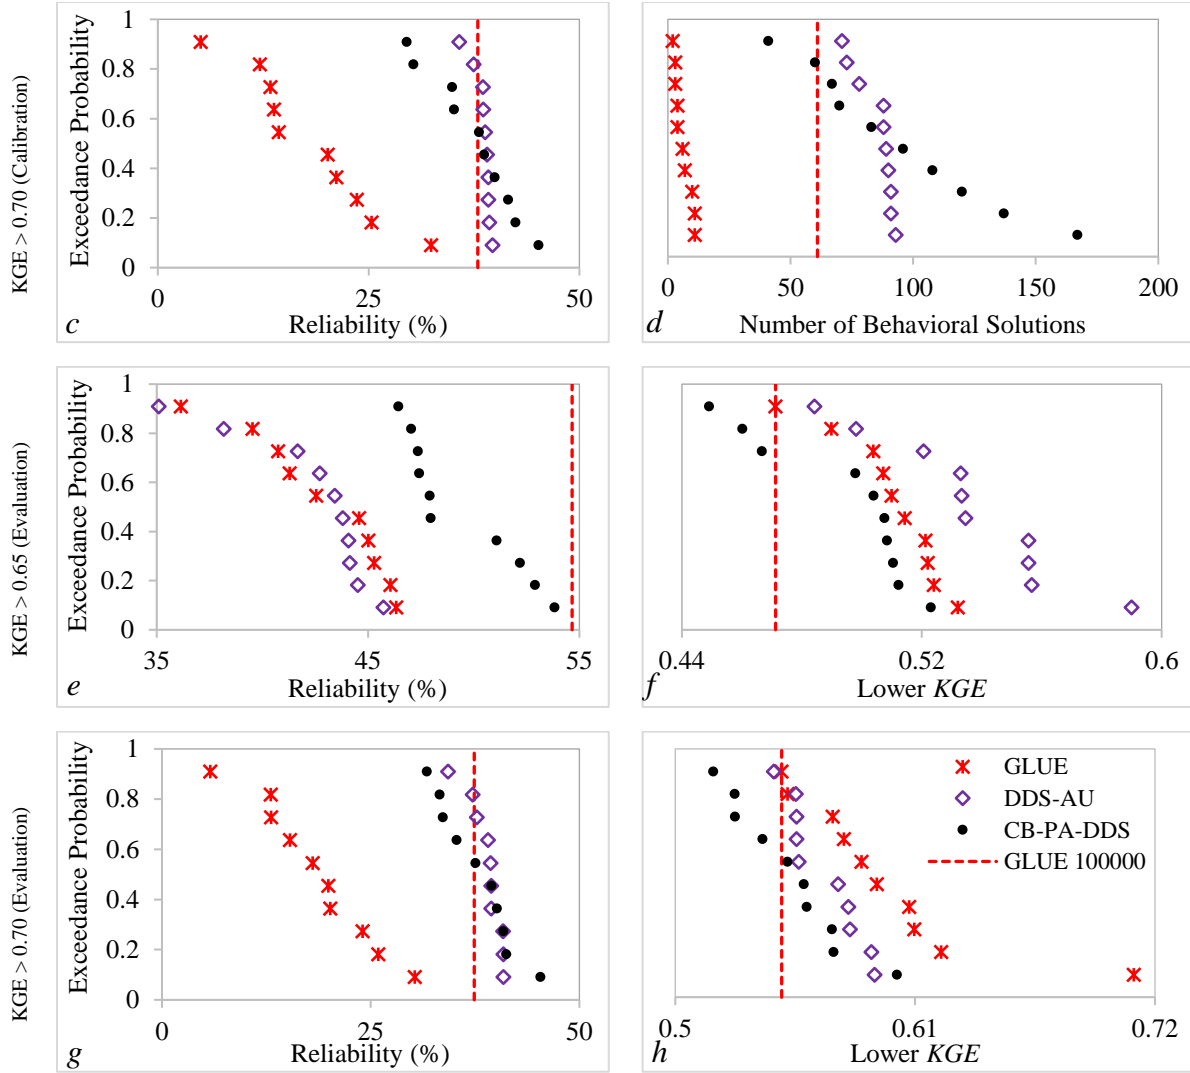 KGE > 0.70 (Calibration)
Exceedance Probability
1
0.8
0.6
0.4
0.2
0
0 25 50
c Reliability (%)
0 50 100 150 200
d Number of Behavioral Solutions
KGE > 0.65 (Evaluation)
Exceedance Probability
1
0.8
0.6
0.4
0.2
0
35 45 55
e Reliability (%)
0.44 0.52 0.6
f Lower KGE
KGE > 0.70 (Evaluation)
Exceedance Probability
1
0.8
0.6
0.4
0.2
0
0 25 50
g Reliability (%)
GLUE
DDS-AU
CB-PA-DDS
GLUE 100000
0.5 0.61 0.72
h Lower KGE